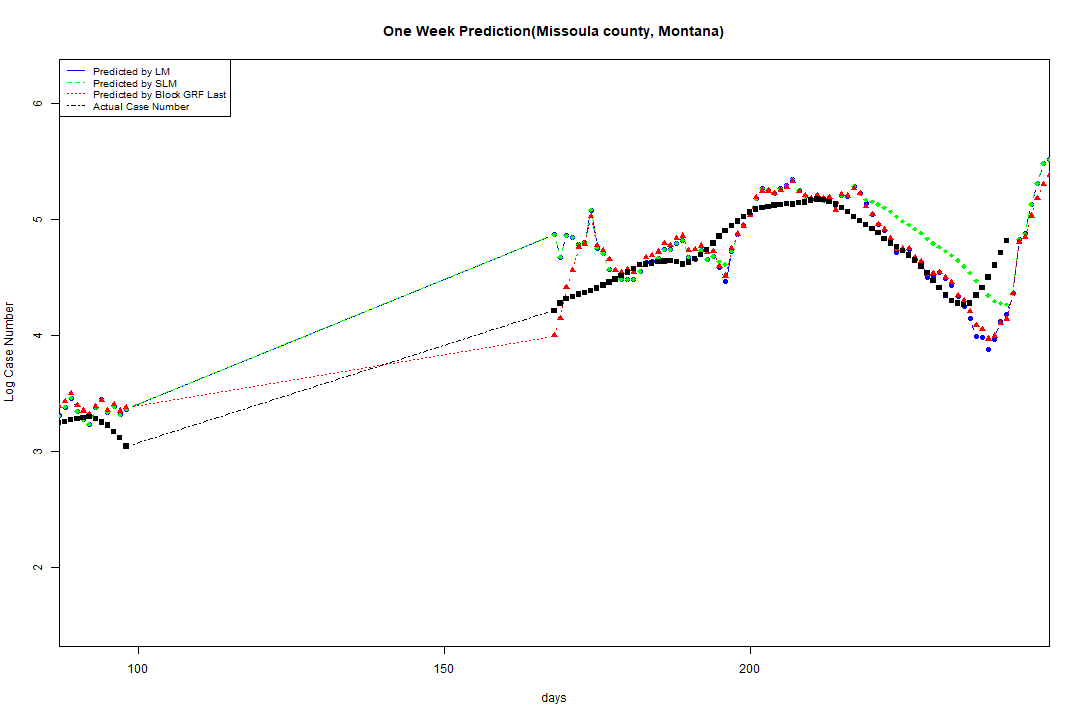 One Week Prediction(Missoula county, Montana)
Predicted by LM
Predicted by SLM
Predicted by Block GRF Last
Actual Case Number
6
5
4
3
2
Log Case Number
100 150 200
days